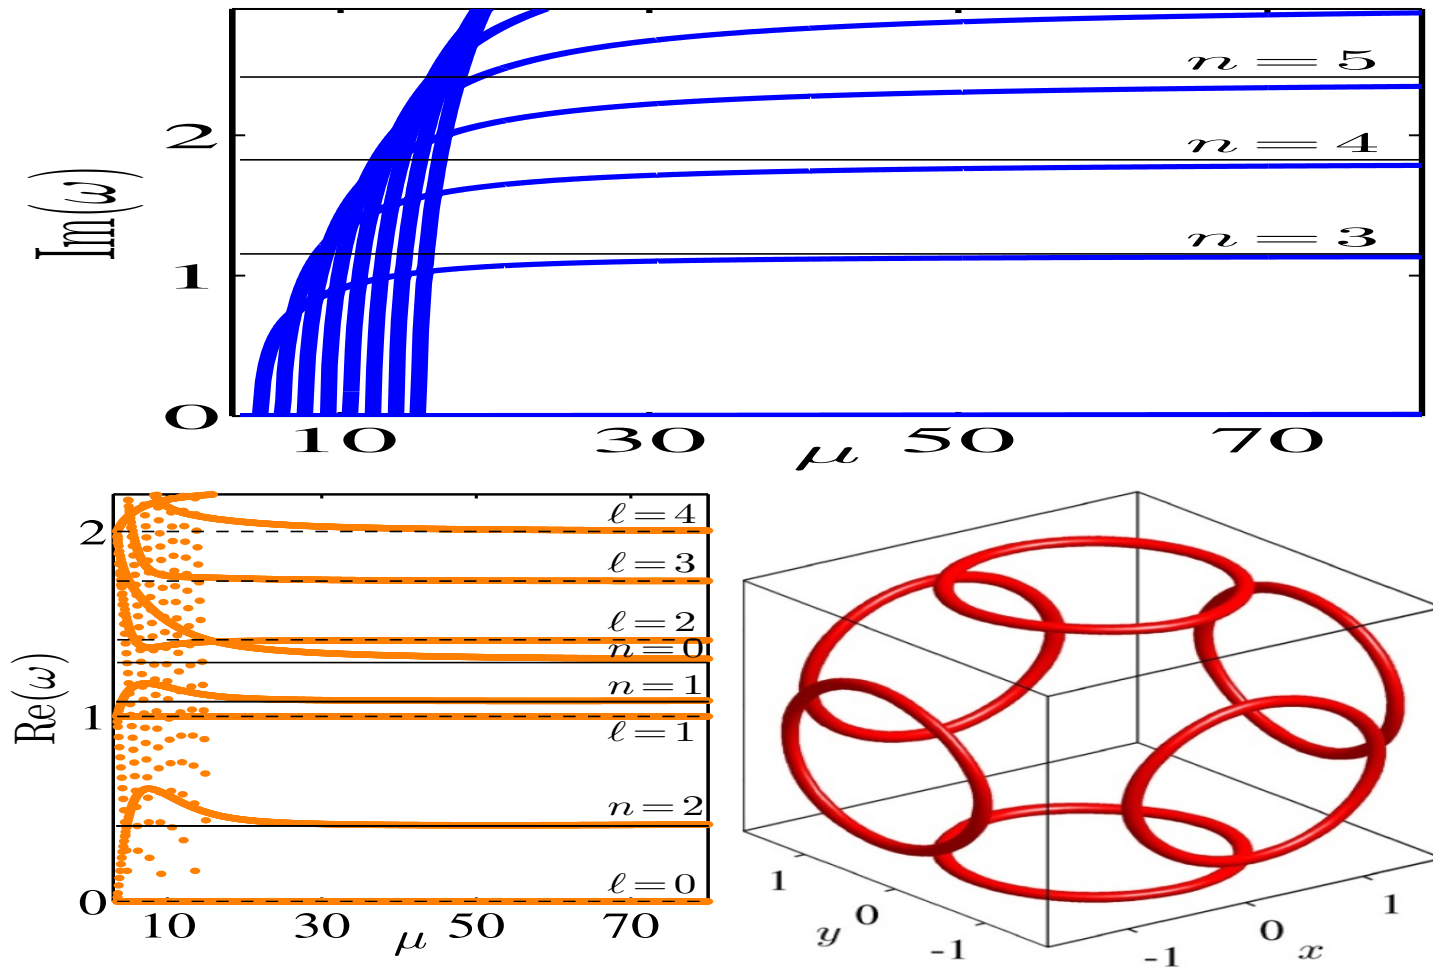 n = 5
2
n = 4
Im(ω)
n = 3
1
0
10 30 50 70
μ
2
ℓ = 4
ℓ = 3
ℓ = 2
n = 0
Re(ω)
n = 1
1
ℓ = 1
n = 2
ℓ = 0
0
10 30 50 70
μ
1 0 -1
y
-1 0 1
x